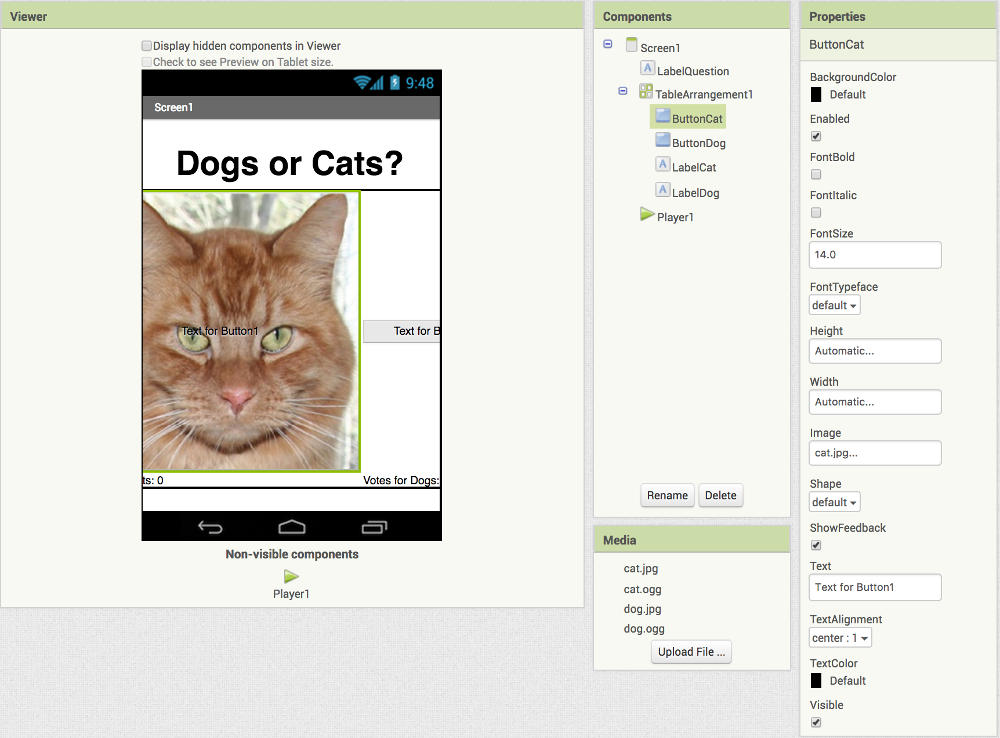 Viewer
Display hidden components in Viewer
Check to see Preview on Tablet size.
9:48
Screen1
Dogs or Cats?
Text for Button1
Text for B
ts: 0
Votes for Dogs:
Non-visible components
Player1
Components
Screen1
A LabelQuestion
TableArrangement1
ButtonCat
ButtonDog
A LabelCat
A LabelDog
Player1
Rename
Delete
Media
cat.jpg
cat.ogg
dog.jpg
dog.ogg
Upload File ...
Properties
ButtonCat
BackgroundColor
Default
Enabled
FontBold
FontItalic
FontSize
14.0
FontTypeface
default
Height
Automatic...
Width
Automatic...
Image
cat.jpg...
Shape
default
ShowFeedback
Text
Text for Button1
TextAlignment
center : 1
TextColor
Default
Visible